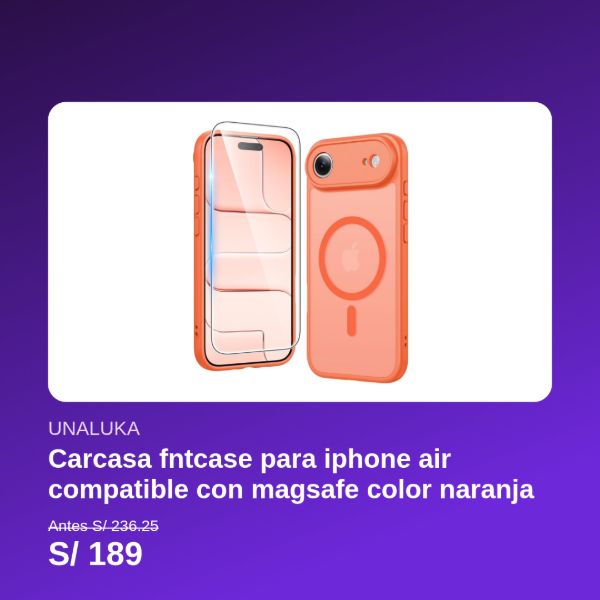 UNALUKA
Carcasa fntcase para iphone air
compatible con magsafe color naranja
Antes S/ 236.25
S/ 189